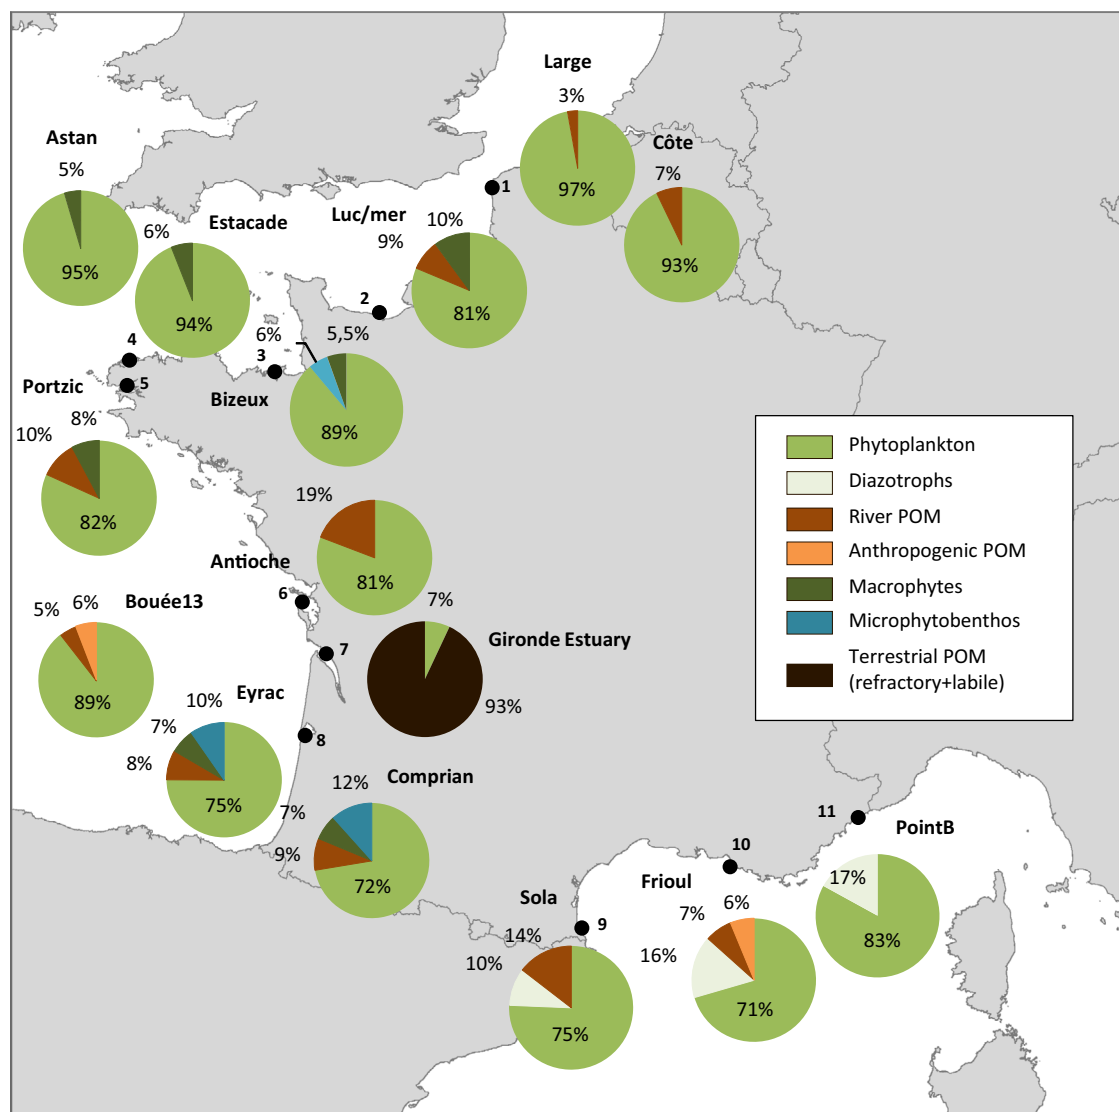 Large
3%
97%
Côte
7%
93%
1
Astan
5%
95%
Estacade
6%
94%
Luc/mer
10%
9%
81%
2
6%
5,5%
3
Bizeux
89%
4
5
Portzic
8%
10%
82%
19%
Antioche
81%
6
Bouée13
5%
6%
89%
7%
7
Gironde Estuary
93%
Eyrac
10%
7%
8%
75%
8
Comprian
12%
7%
9%
72%
Phytoplankton
Diazotrophs
River POM
Anthropogenic POM
Macrophytes
Microphytobenthos
Terrestrial POM
(refractory+labile)
Sola
9
14%
10%
75%
Frioul
10
7%
6%
16%
71%
11
PointB
17%
83%